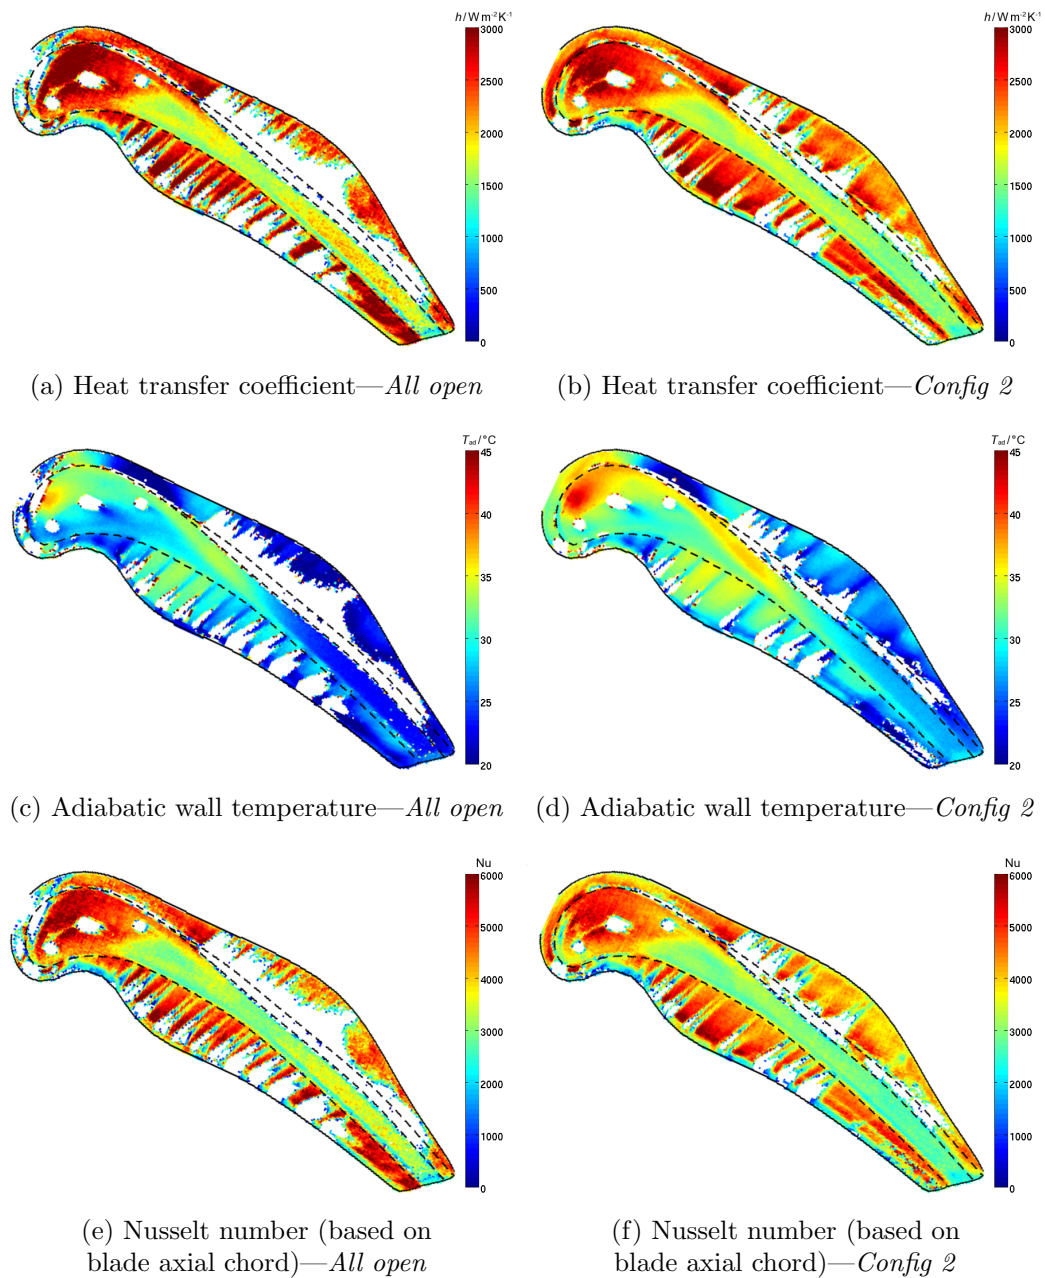 h/W m⁻²K⁻¹
3000
2500
2000
1500
1000
500
0
h/W m⁻²K⁻¹
3000
2500
2000
1500
1000
500
0
(a) Heat transfer coefficient—All open
(b) Heat transfer coefficient—Config 2
T_ad/°C
45
40
35
30
25
20
T_ad/°C
45
40
35
30
25
20
(c) Adiabatic wall temperature—All open
(d) Adiabatic wall temperature—Config 2
Nu
6000
5000
4000
3000
2000
1000
0
Nu
6000
5000
4000
3000
2000
1000
0
(e) Nusselt number (based on
blade axial chord)—All open
(f) Nusselt number (based on
blade axial chord)—Config 2